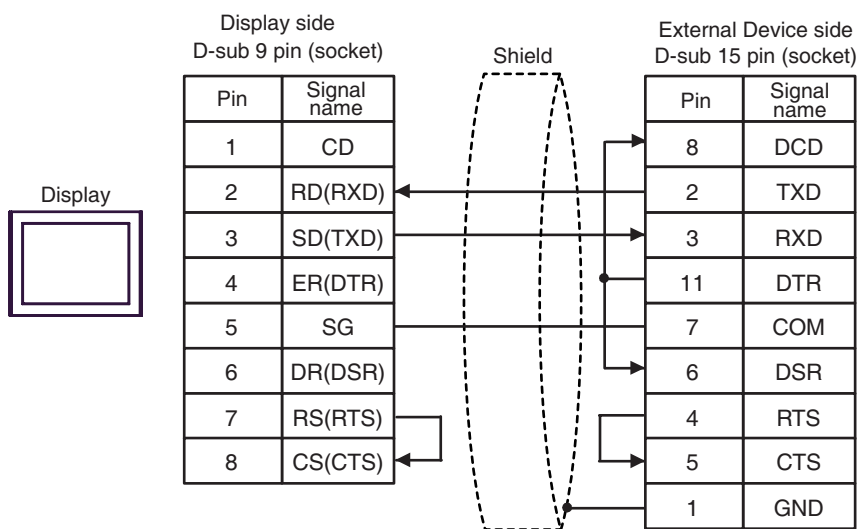 Display side
D-sub 9 pin (socket)
Shield
External Device side
D-sub 15 pin (socket)
Display
Pin Signal name
1 CD
2 RD(RXD)
3 SD(TXD)
4 ER(DTR)
5 SG
6 DR(DSR)
7 RS(RTS)
8 CS(CTS)
Pin Signal name
8 DCD
2 TXD
3 RXD
11 DTR
7 COM
6 DSR
4 RTS
5 CTS
1 GND